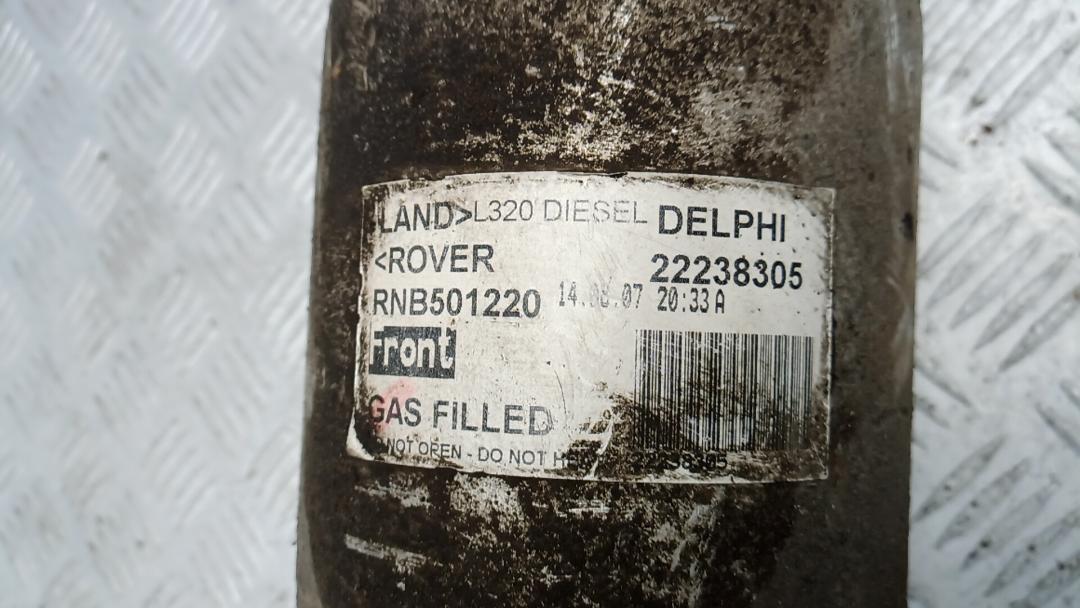 LAND> L320 DIESEL DELPHI
<ROVER 22238305
RNB501220 20:33 A
Front
GAS FILLED
NOT OPEN - DO NOT